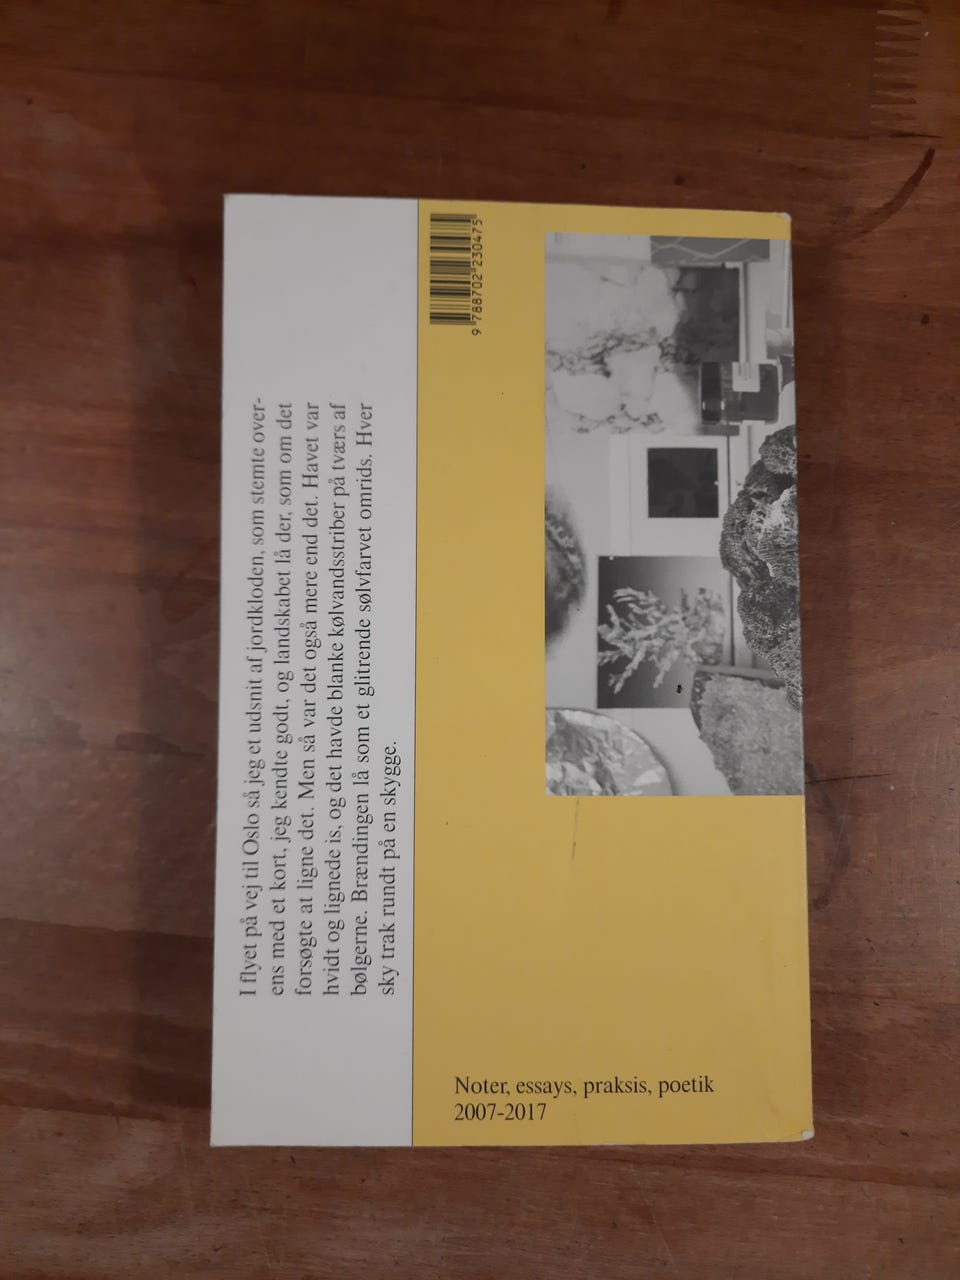 I flyet på vej til Oslo så jeg et udsnit af jordkloden, som stemte over-
ens med et kort, jeg kendte godt, og landskabet lå der, som om det
forsøgte at ligne det. Men så var det også mere end det. Havet var
hvidt og lignede is, og det havde blanke kølvandsstriber på tværs af
bølgerne. Brændingen lå som et glitrende sølvfarvet omrids. Hver
sky trak rundt på en skygge.
9 788702 230475
Noter, essays, praksis, poetik
2007-2017